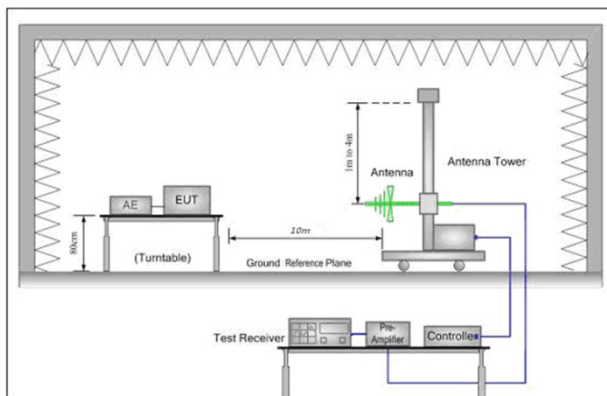 1m to 4m
Antenna
Antenna Tower
AE
EUT
80cm
(Turntable)
10m
Ground Reference Plane
Test Receiver
Pre-
Amplifier
Controller